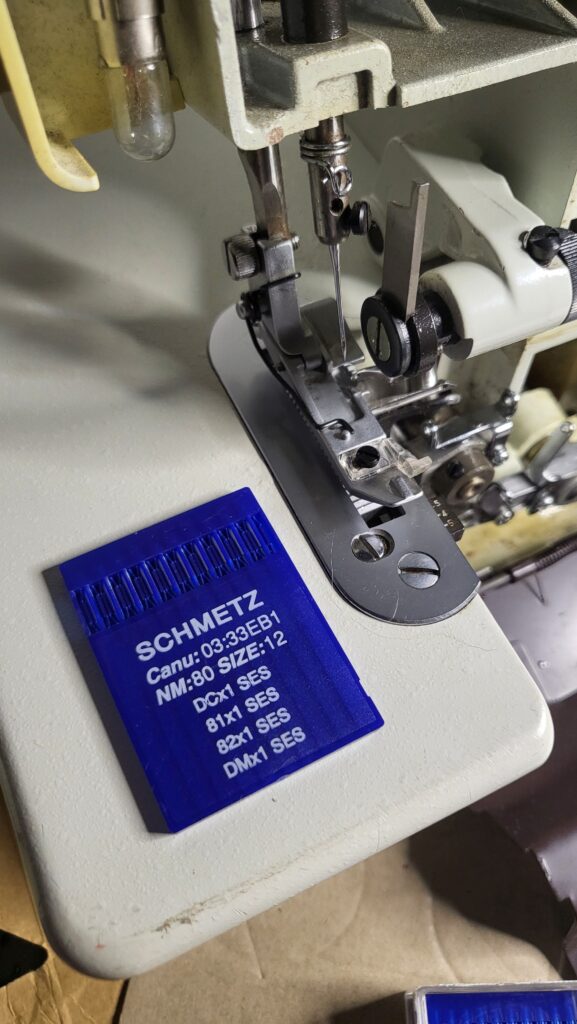 SCHMETZ
Canu: 03:33EB1
NM:80 SIZE:12
DCx1 SES
81x1 SES
82x1 SES
DMx1 SES